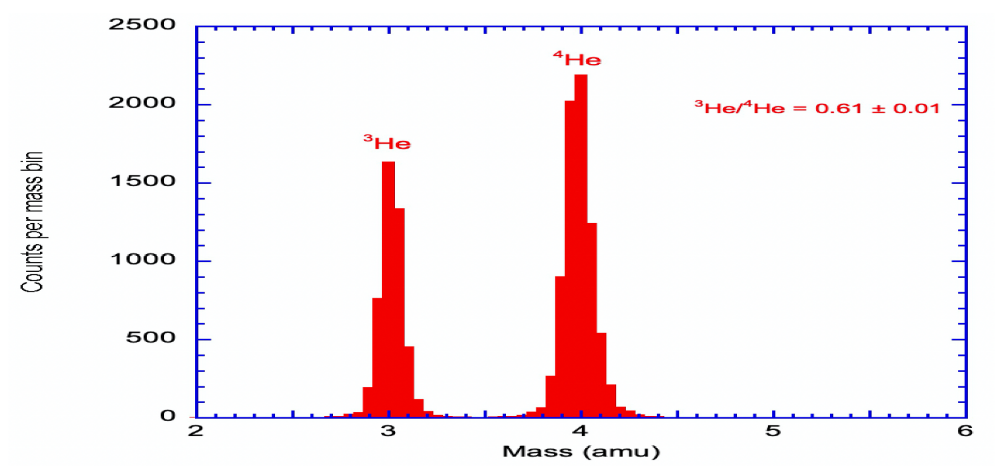 2500
2000
1500
1000
500
0
Counts per mass bin
³He
⁴He
³He/⁴He = 0.61 ± 0.01
2 3 4 5 6
Mass (amu)